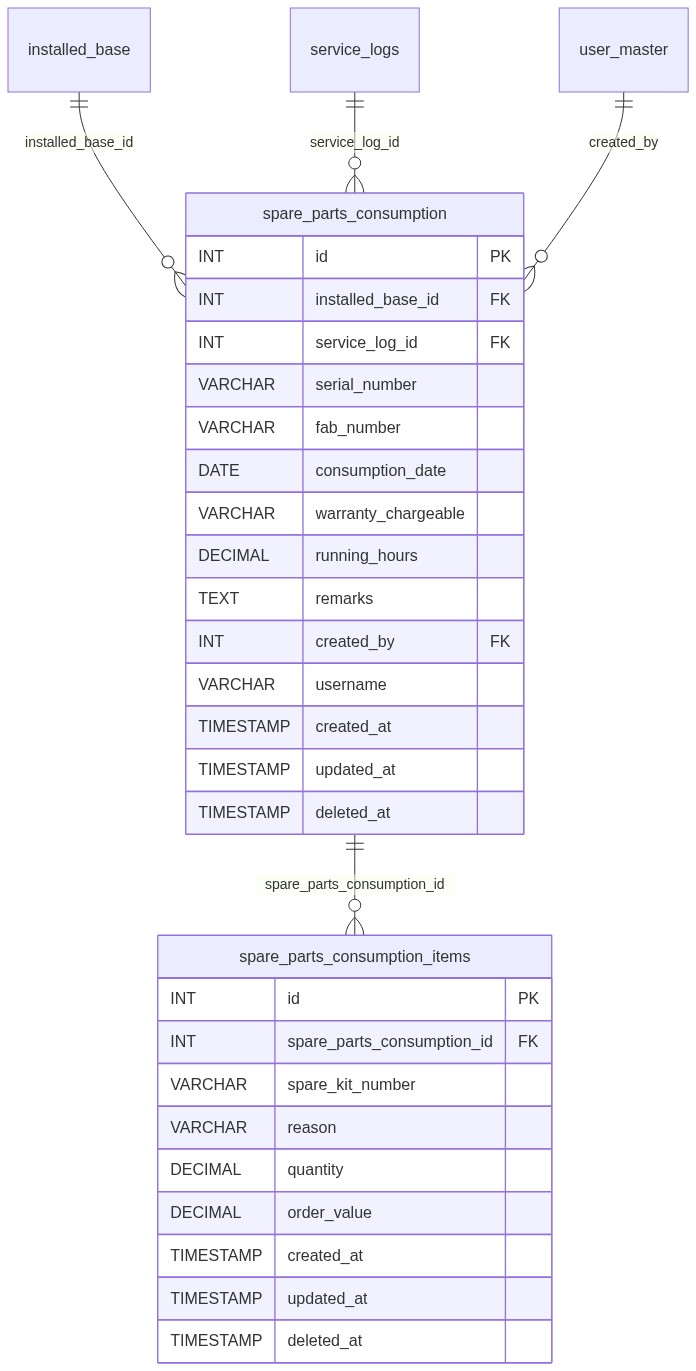 installed_base service_logs user_master
installed_base_id service_log_id created_by
spare_parts_consumption
INT id PK
INT installed_base_id FK
INT service_log_id FK
VARCHAR serial_number
VARCHAR fab_number
DATE consumption_date
VARCHAR warranty_chargeable
DECIMAL running_hours
TEXT remarks
INT created_by FK
VARCHAR username
TIMESTAMP created_at
TIMESTAMP updated_at
TIMESTAMP deleted_at
spare_parts_consumption_id
spare_parts_consumption_items
INT id PK
INT spare_parts_consumption_id FK
VARCHAR spare_kit_number
VARCHAR reason
DECIMAL quantity
DECIMAL order_value
TIMESTAMP created_at
TIMESTAMP updated_at
TIMESTAMP deleted_at